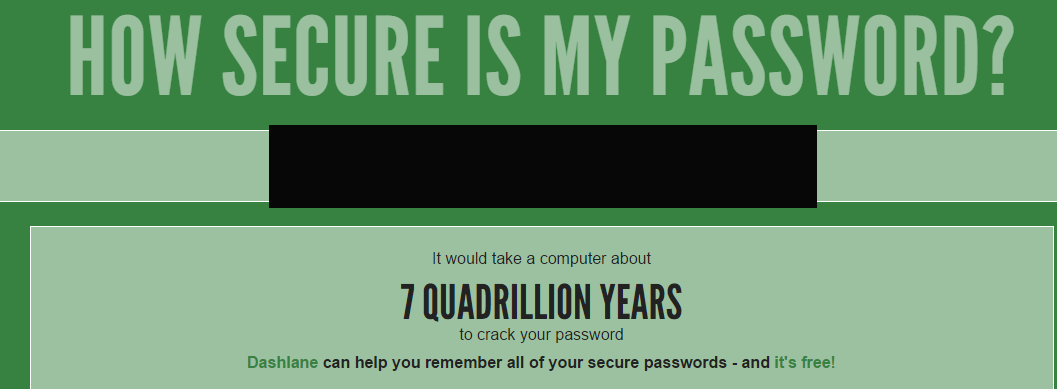 HOW SECURE IS MY PASSWORD?
It would take a computer about
7 QUADRILLION YEARS
to crack your password
Dashlane can help you remember all of your secure passwords - and it's free!